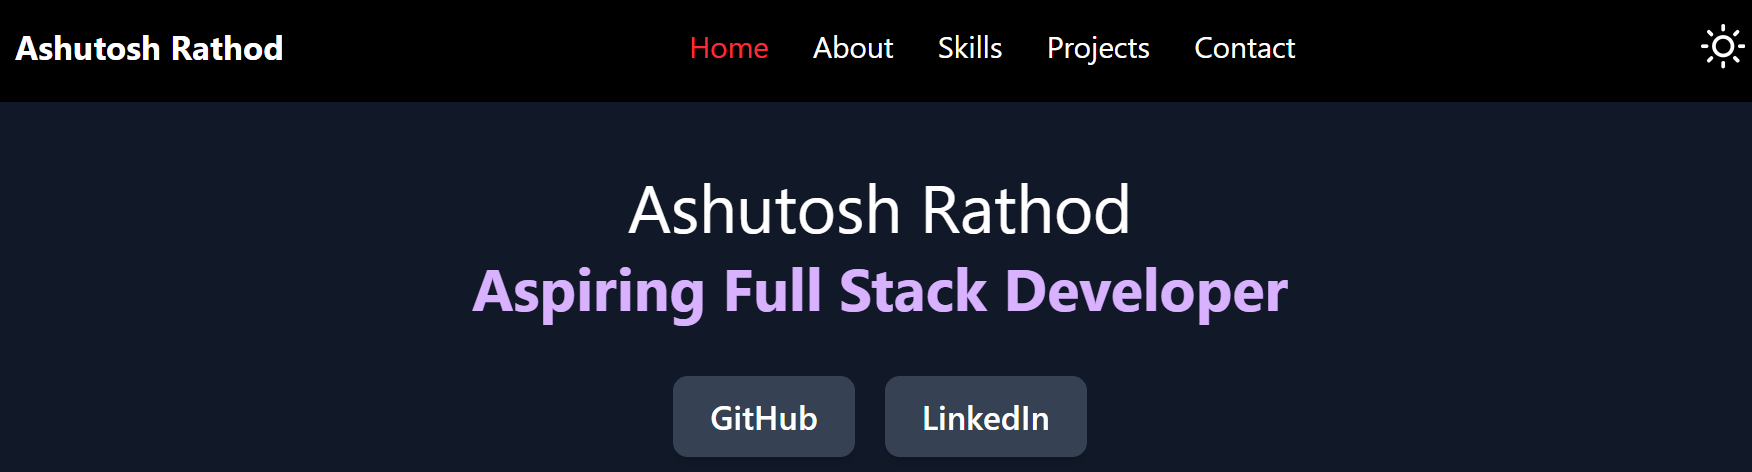 Ashutosh Rathod Home About Skills Projects Contact
Ashutosh Rathod
Aspiring Full Stack Developer
GitHub LinkedIn